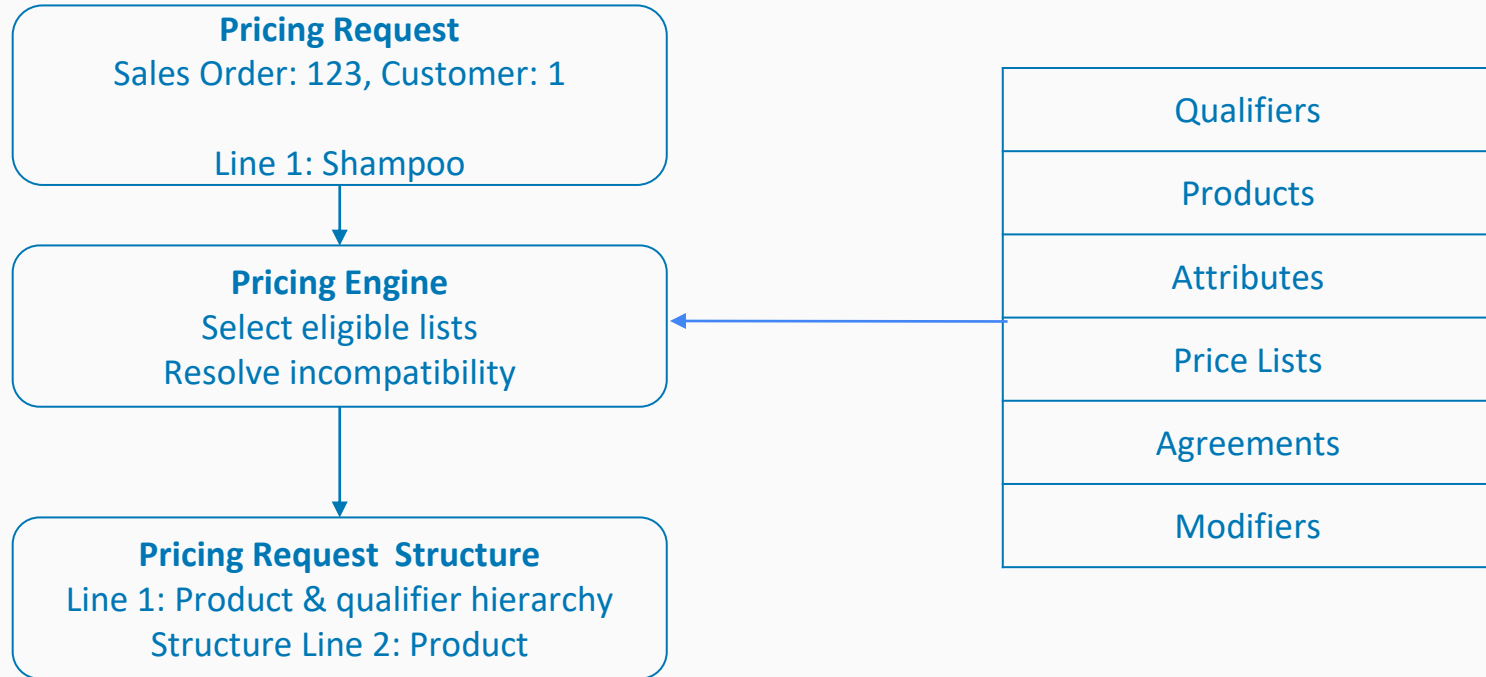 Pricing Request
Sales Order: 123, Customer: 1
Line 1: Shampoo
Pricing Engine
Select eligible lists
Resolve incompatibility
Pricing Request  Structure
Line 1: Product & qualifier hierarchy
Structure Line 2: Product
Qualifiers
Products
Attributes
Price Lists
Agreements
Modifiers